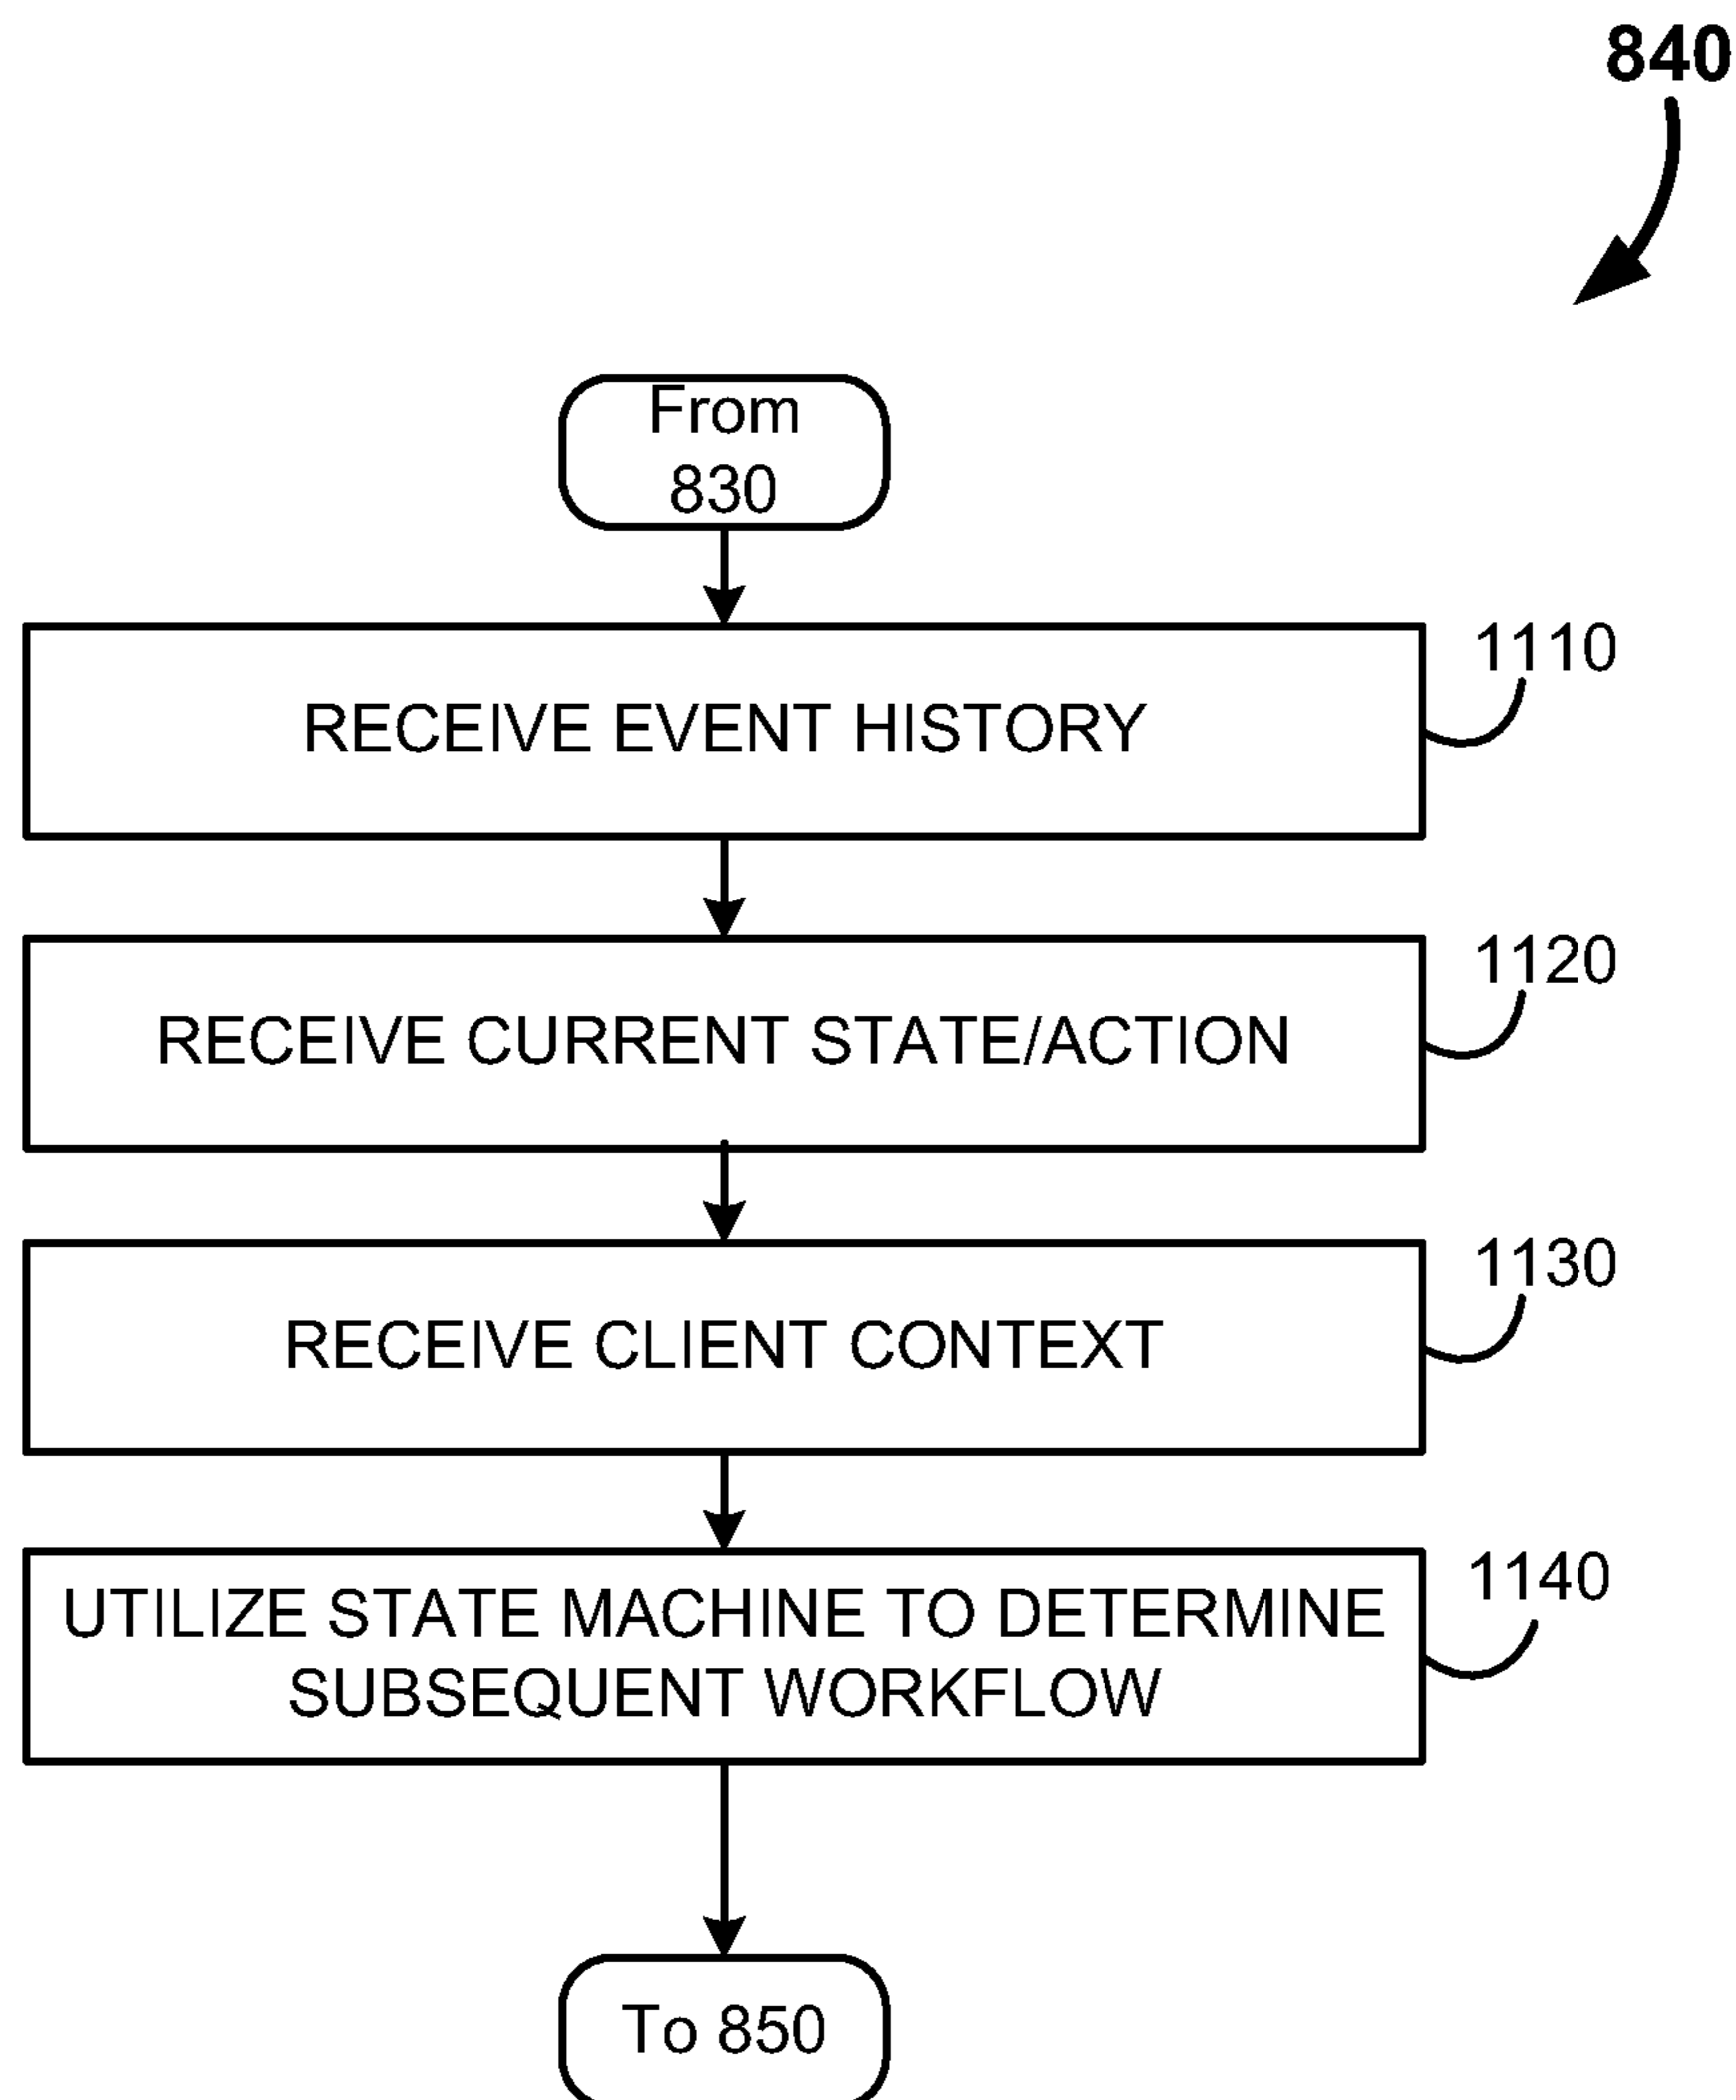 840
From
830
RECEIVE EVENT HISTORY
1110
RECEIVE CURRENT STATE/ACTION
1120
RECEIVE CLIENT CONTEXT
1130
UTILIZE STATE MACHINE TO DETERMINE
SUBSEQUENT WORKFLOW
1140
To 850